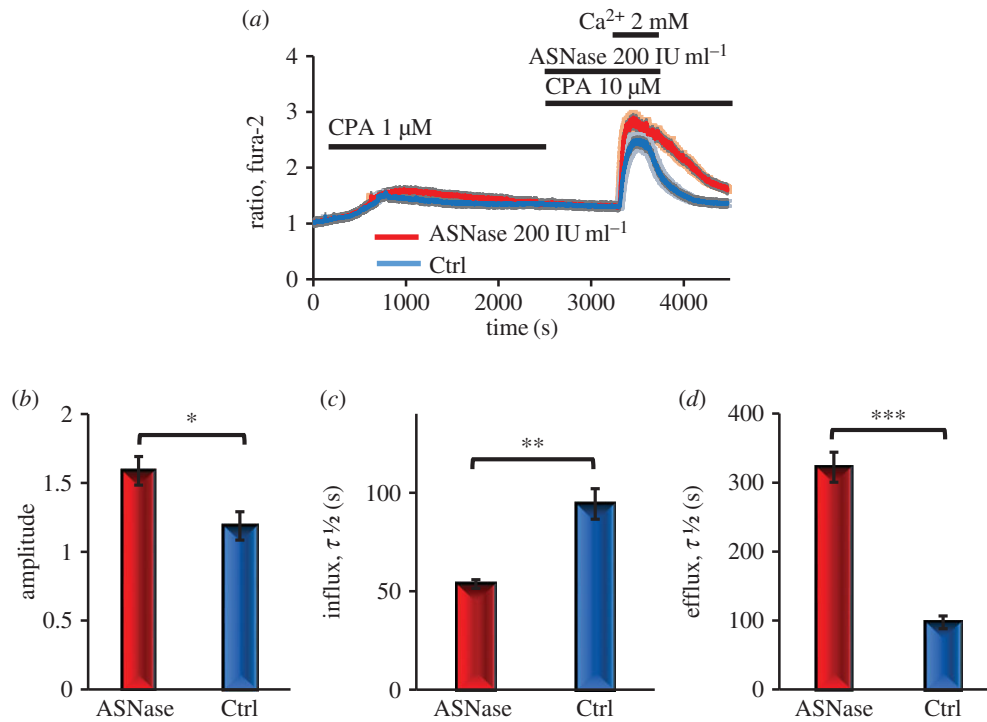 (a)
Ca²⁺ 2 mM
ASNase 200 IU ml⁻¹
CPA 10 µM
CPA 1 µM
4
3
2
1
0
ratio, fura-2
ASNase 200 IU ml⁻¹
Ctrl
0 1000 2000 3000 4000
time (s)
(b)
2
1.5
1
0.5
0
amplitude
*
ASNase Ctrl
(c)
100
50
0
influx, τ ½ (s)
**
ASNase Ctrl
(d)
400
300
200
100
0
efflux, τ ½ (s)
***
ASNase Ctrl